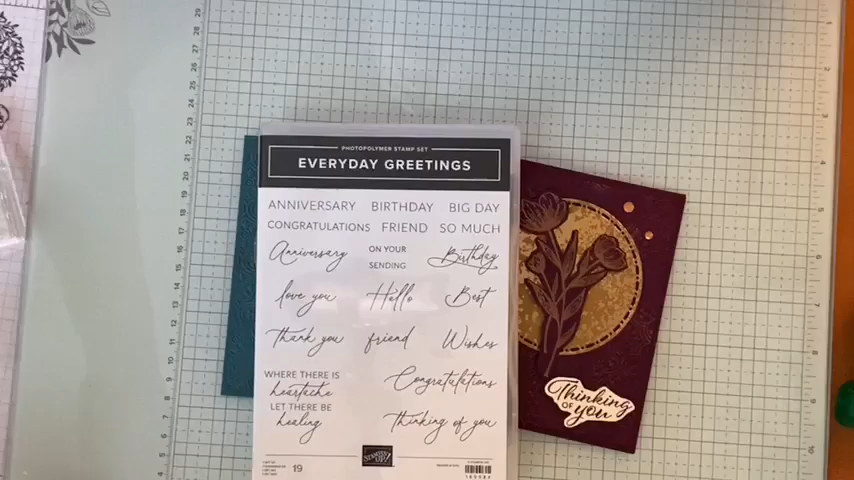 PHOTOPOLYMER STAMP SET
EVERYDAY GREETINGS
ANNIVERSARY BIRTHDAY BIG DAY
CONGRATULATIONS FRIEND SO MUCH
Anniversary ON YOUR SENDING Birthday
love you Hello Best
thank you friend Wishes
WHERE THERE IS
heartache
LET THERE BE
healing
Congratulations
Thinking of you
STAMPIN' UP!
19
Thinking
OF
you